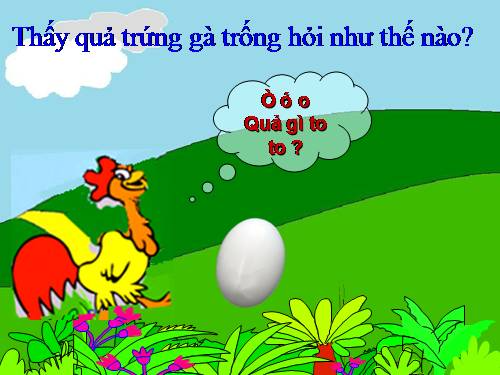 Thấy quả trứng gà trống hỏi như thế nào?
Ò ó o
Quả gì to
to ?